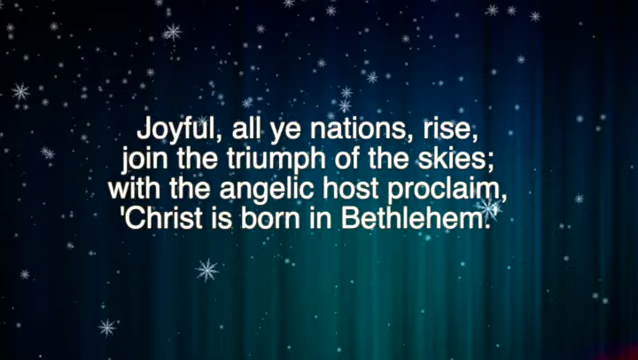 Joyful, all ye nations, rise,
join the triumph of the skies;
with the angelic host proclaim,
'Christ is born in Bethlehem.'